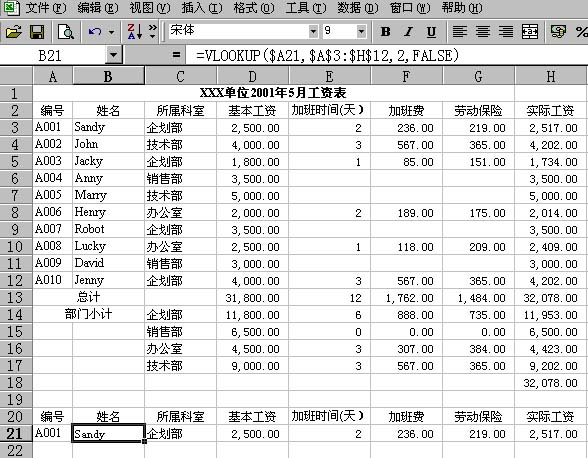 文件(F) 编辑(E) 视图(V) 插入(I) 格式(O) 工具(T) 数据(D) 窗口(W) 帮助(H)
宋体 9 B I U
B21 = =VLOOKUP($A21,$A$3:$H$12,2,FALSE)
A B C D E F G H
1 XXX单位2001年5月工资表
2 编号 姓名 所属科室 基本工资 加班时间(天) 加班费 劳动保险 实际工资
3 A001 Sandy 企划部 2,500.00 2 236.00 219.00 2,517.00
4 A002 John 技术部 4,000.00 3 567.00 365.00 4,202.00
5 A003 Jacky 企划部 1,800.00 1 85.00 151.00 1,734.00
6 A004 Anny 销售部 3,500.00 3,500.00
7 A005 Marry 技术部 5,000.00 5,000.00
8 A006 Henry 办公室 2,000.00 2 189.00 175.00 2,014.00
9 A007 Robot 企划部 3,500.00 3,500.00
10 A008 Lucky 办公室 2,500.00 1 118.00 209.00 2,409.00
11 A009 David 销售部 3,000.00 3,000.00
12 A010 Jenny 企划部 4,000.00 3 567.00 365.00 4,202.00
13 总计 31,800.00 12 1,762.00 1,484.00 32,078.00
14 部门小计 企划部 11,800.00 6 888.00 735.00 11,953.00
15 销售部 6,500.00 0 0.00 0.00 6,500.00
16 办公室 4,500.00 3 307.00 384.00 4,423.00
17 技术部 9,000.00 3 567.00 365.00 9,202.00
18 32,078.00
19
20 编号 姓名 所属科室 基本工资 加班时间(天) 加班费 劳动保险 实际工资
21 A001 Sandy 企划部 2,500.00 2 236.00 219.00 2,517.00
22